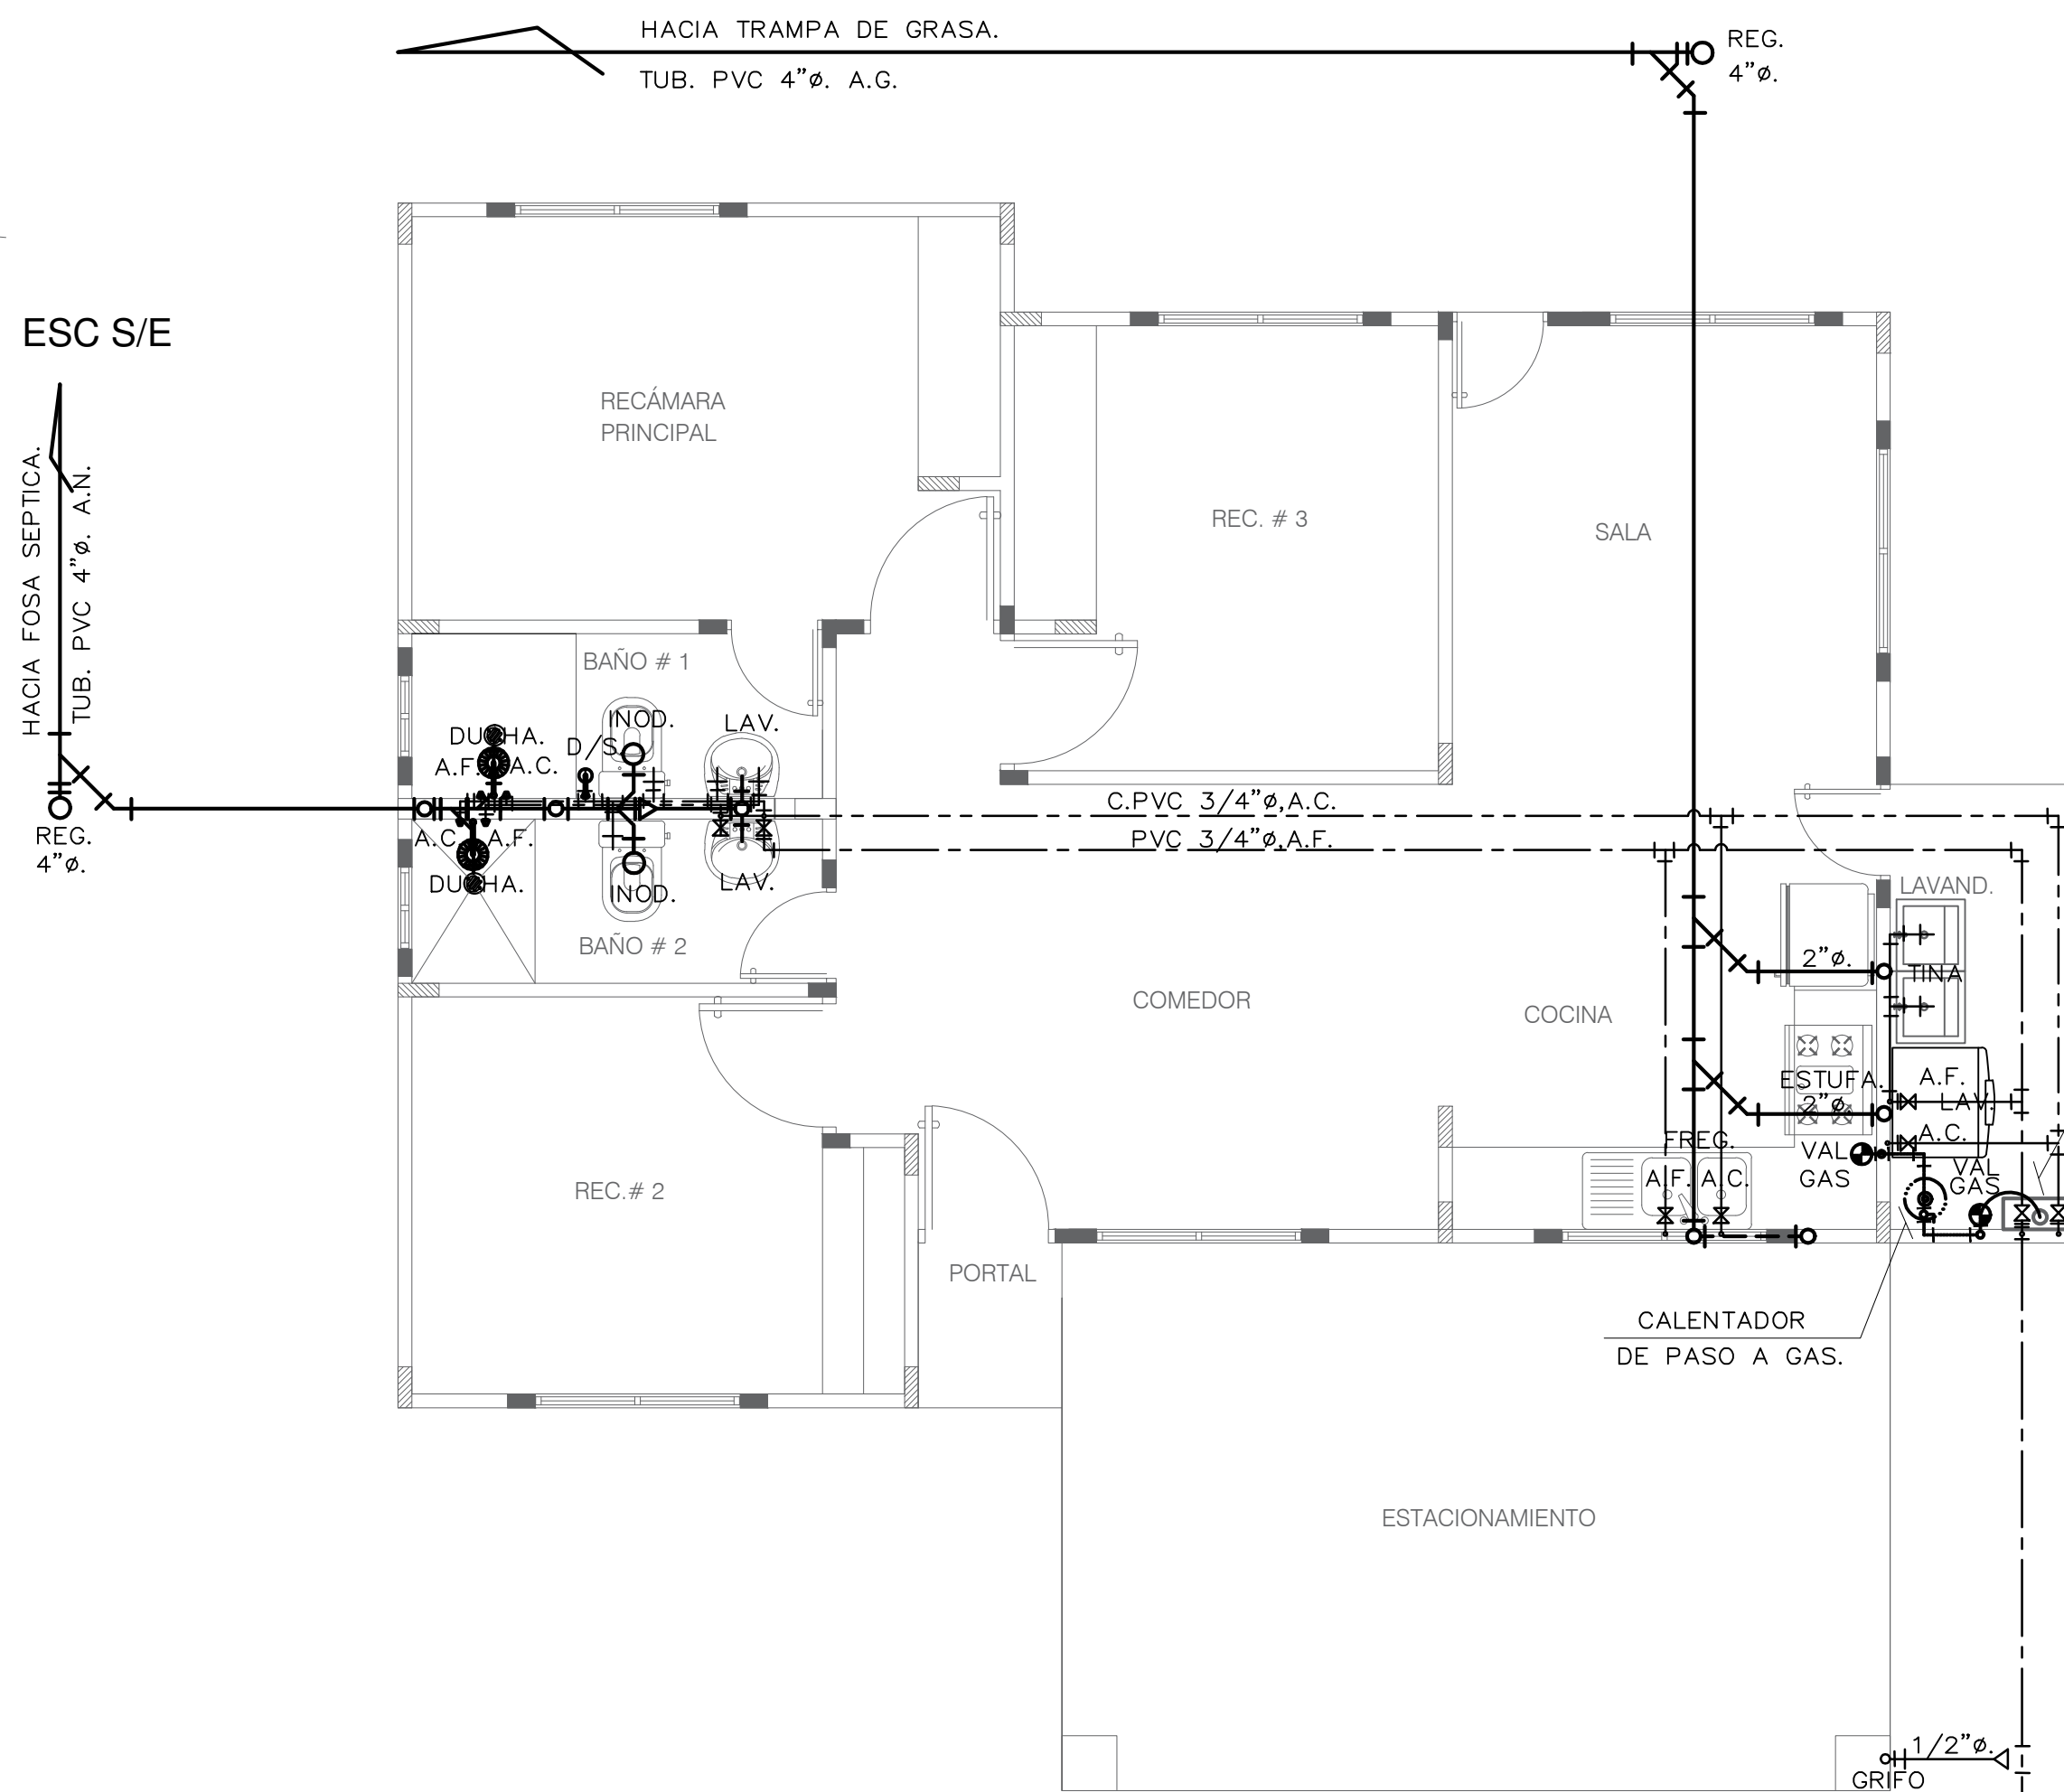 HACIA TRAMPA DE GRASA.
TUB. PVC 4"ø. A.G.
REG.
4"ø.
ESC S/E
HACIA FOSA SEPTICA.
TUB. PVC 4"ø. A.N.
REG.
4"ø.
RECÁMARA
PRINCIPAL
REC. # 3
SALA
BAÑO # 1
INOD.
LAV.
DUCHA.
D/S.
A.F.
A.C.
A.C.
A.F.
DUCHA.
INOD.
LAV.
BAÑO # 2
C.PVC 3/4"ø,A.C.
PVC 3/4"ø,A.F.
LAVAND.
2"ø.
TINA
COMEDOR
COCINA
ESTUFA.
2"ø.
A.F.
LAV.
A.C.
FREG.
VAL
GAS
VAL
GAS
A.F.
A.C.
REC.# 2
PORTAL
CALENTADOR
DE PASO A GAS.
ESTACIONAMIENTO
1/2"ø.
GRIFO